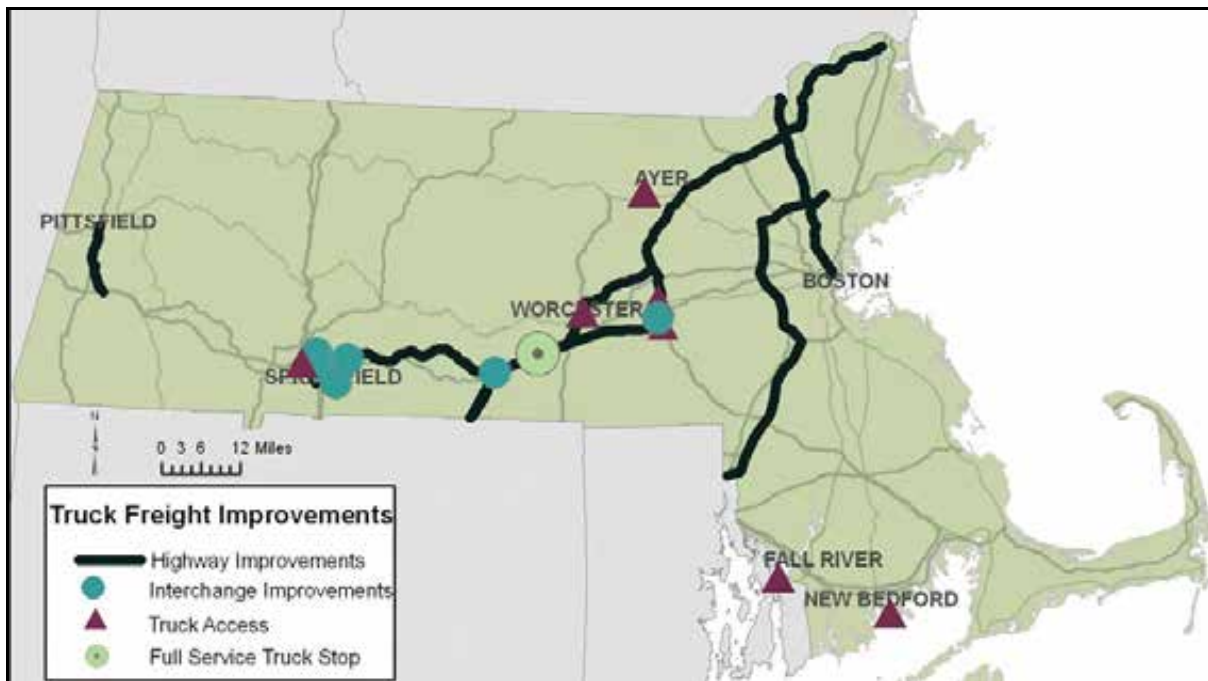 AYER
PITTSFIELD
BOSTON
WORCESTER
SPRINGFIELD
N
0 3 6 12 Miles
Truck Freight Improvements
Highway Improvements
Interchange Improvements
Truck Access
Full Service Truck Stop
FALL RIVER
NEW BEDFORD